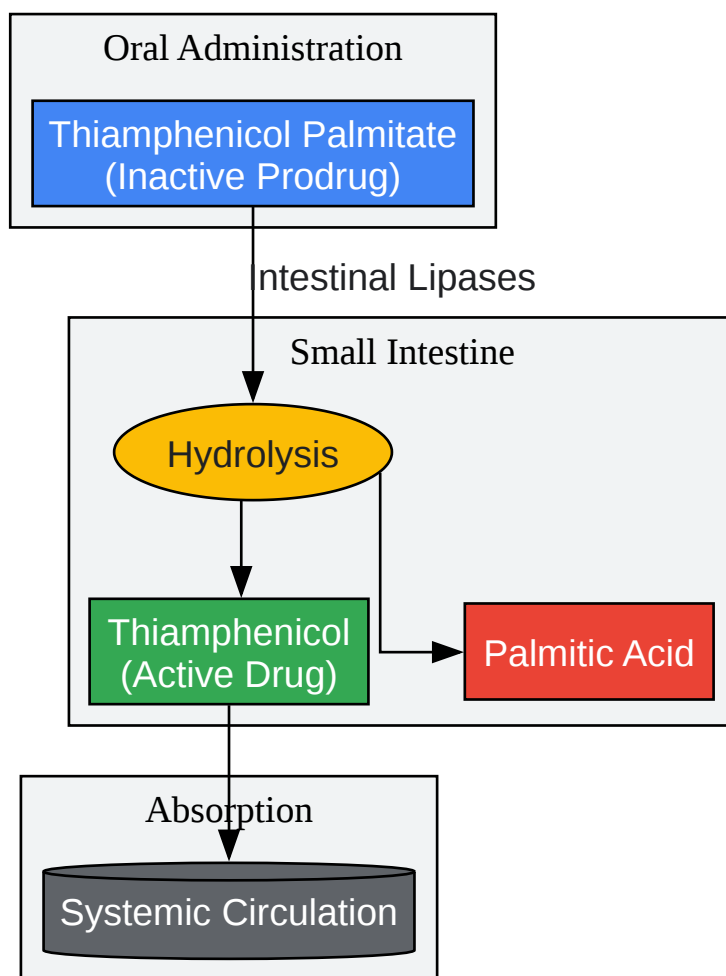 Oral Administration
Thiamphenicol Palmitate
(Inactive Prodrug)
Intestinal Lipases
Small Intestine
Hydrolysis
Thiamphenicol
(Active Drug)
Palmitic Acid
Absorption
Systemic Circulation